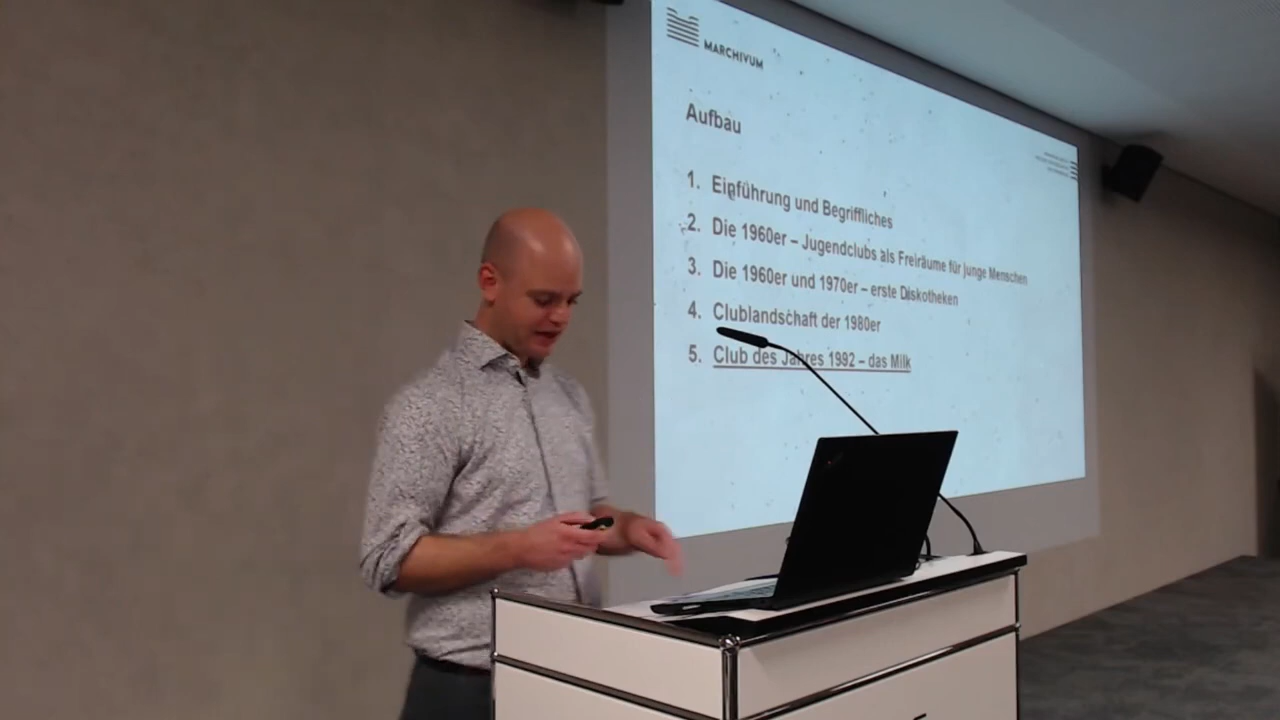 MARCHIVUM
Aufbau
1. Einführung und Begriffliches
2. Die 1960er – Jugendclubs als Freiräume für junge Menschen
3. Die 1960er und 1970er – erste Diskotheken
4. Clublandschaft der 1980er
5. Club des Jahres 1992 – das Milk